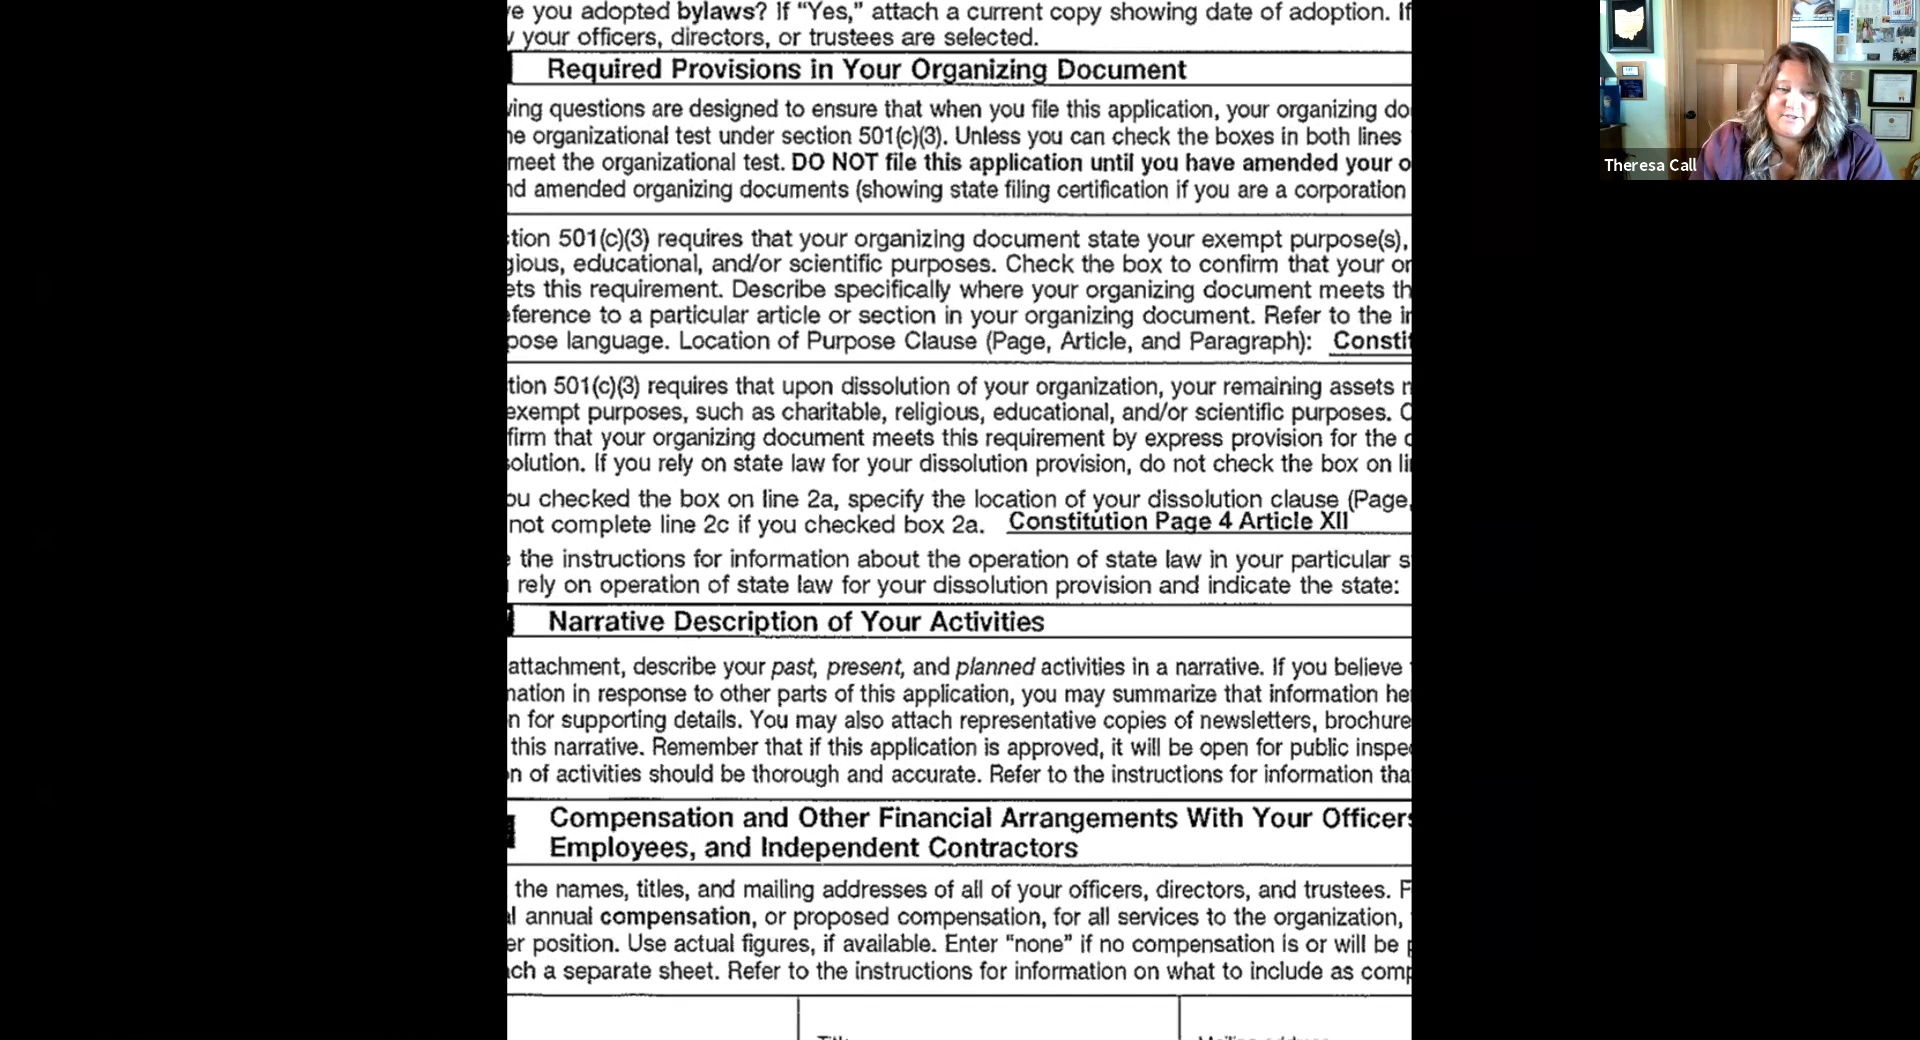 e you adopted bylaws? If “Yes,” attach a current copy showing date of adoption. If
your officers, directors, or trustees are selected.
Required Provisions in Your Organizing Document
ing questions are designed to ensure that when you file this application, your organizing do
e organizational test under section 501(c)(3). Unless you can check the boxes in both lines
meet the organizational test. DO NOT file this application until you have amended your o
d amended organizing documents (showing state filing certification if you are a corporation
tion 501(c)(3) requires that your organizing document state your exempt purpose(s),
gious, educational, and/or scientific purposes. Check the box to confirm that your or
ets this requirement. Describe specifically where your organizing document meets th
ference to a particular article or section in your organizing document. Refer to the in
pose language. Location of Purpose Clause (Page, Article, and Paragraph): Constit
tion 501(c)(3) requires that upon dissolution of your organization, your remaining assets
exempt purposes, such as charitable, religious, educational, and/or scientific purposes. C
firm that your organizing document meets this requirement by express provision for the
solution. If you rely on state law for your dissolution provision, do not check the box on li
ou checked the box on line 2a, specify the location of your dissolution clause (Page,
not complete line 2c if you checked box 2a. Constitution Page 4 Article XII
the instructions for information about the operation of state law in your particular s
rely on operation of state law for your dissolution provision and indicate the state:
Narrative Description of Your Activities
attachment, describe your past, present, and planned activities in a narrative. If you believe
nation in response to other parts of this application, you may summarize that information he
n for supporting details. You may also attach representative copies of newsletters, brochure
this narrative. Remember that if this application is approved, it will be open for public inspe
n of activities should be thorough and accurate. Refer to the instructions for information tha
Compensation and Other Financial Arrangements With Your Officers
Employees, and Independent Contractors
the names, titles, and mailing addresses of all of your officers, directors, and trustees. F
l annual compensation, or proposed compensation, for all services to the organization,
er position. Use actual figures, if available. Enter “none” if no compensation is or will be
ch a separate sheet. Refer to the instructions for information on what to include as comp
Theresa Call